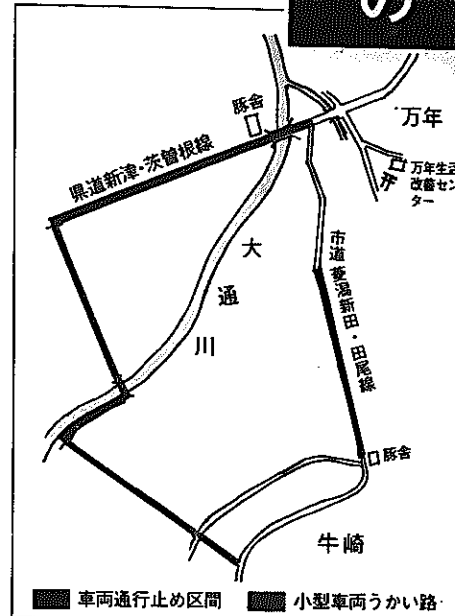 の
豚舎
万年
万年生活
改善セン
ター
県道新津・茨曽根線
市道菱潟新田・田尾線
大通川
豚舎
牛崎
車両通行止め区間
小型車両うかい路